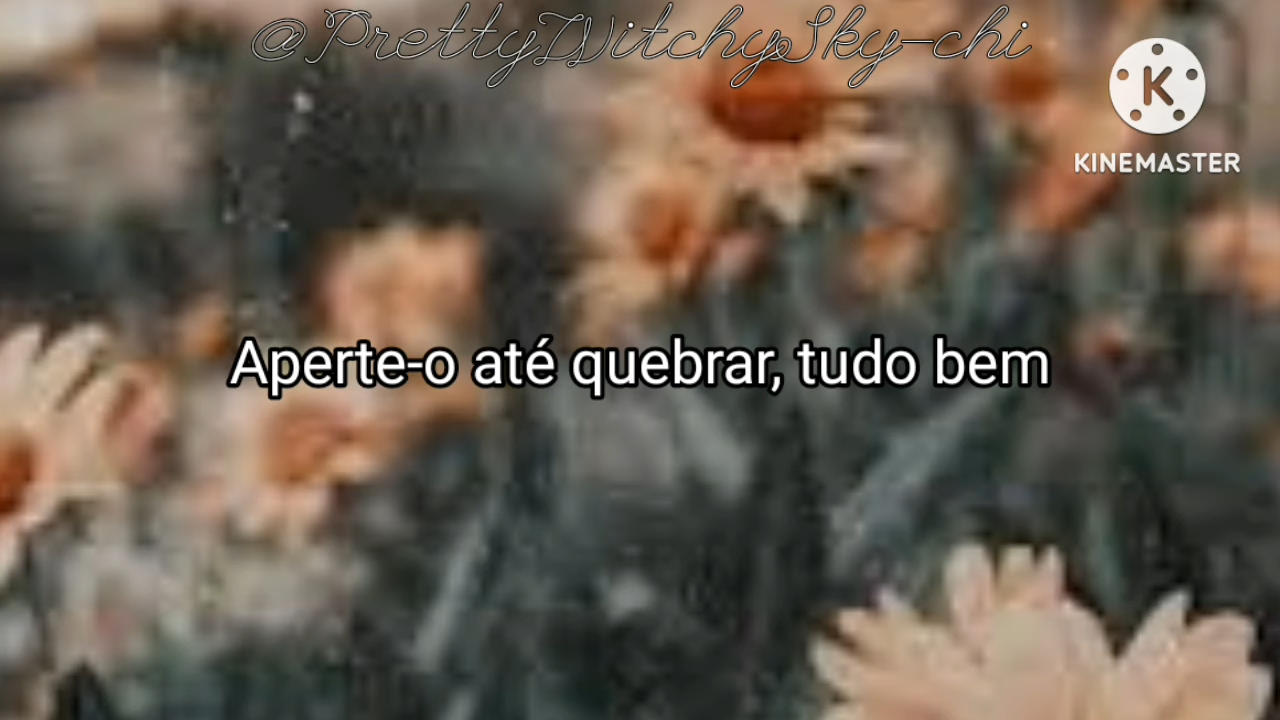 @PrettyWitchySky-chi
K
KINEMASTER
Aperte-o até quebrar, tudo bem